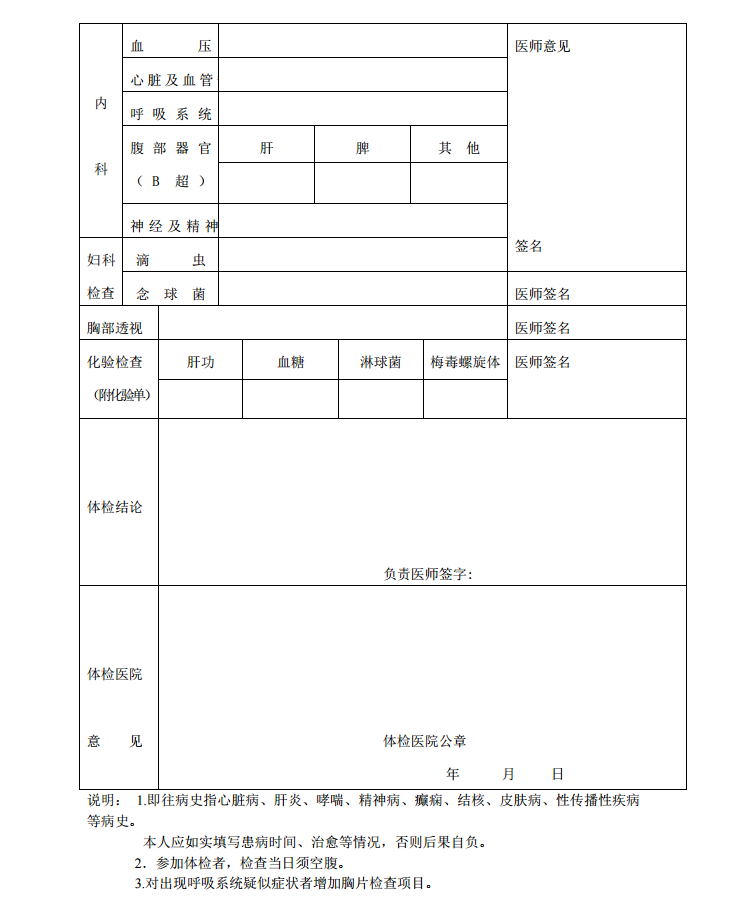 血 压 医师意见
心脏及血管
内 呼吸系统
腹部器官 肝 脾 其 他
科 （B 超）
神经及精神
签名
妇科 滴 虫
检查 念 球 菌 医师签名
胸部透视 医师签名
化验检查 肝功 血糖 淋球菌 梅毒螺旋体 医师签名
（附化验单）
体检结论
负责医师签字:
体检医院
意 见 体检医院公章
年 月 日
说明： 1.即往病史指心脏病、肝炎、哮喘、精神病、癫痫、结核、皮肤病、性传播性疾病
等病史。
本人应如实填写患病时间、治愈等情况，否则后果自负。
2．参加体检者，检查当日须空腹。
3.对出现呼吸系统疑似症状者增加胸片检查项目。